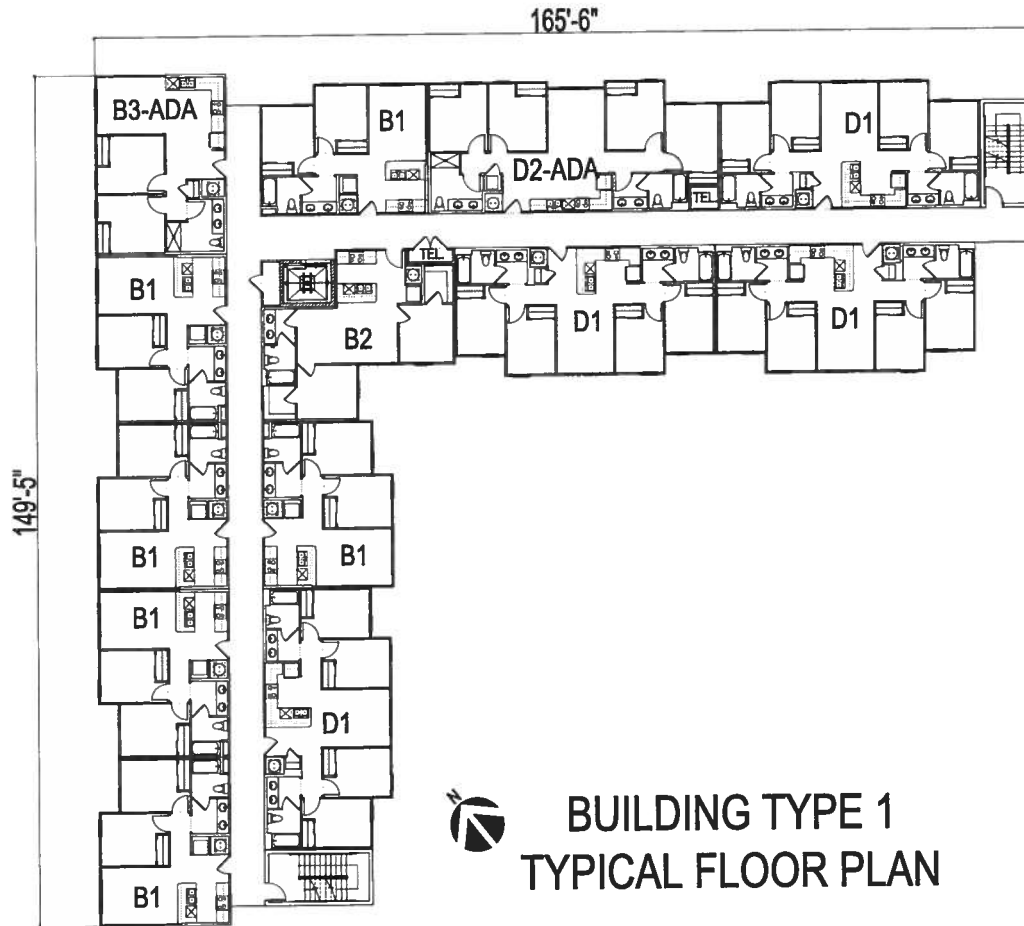 165'-6"
B3-ADA
B1
D2-ADA
D1
TEL
B1
TEL.
B2
D1
D1
149'-5"
B1
B1
B1
D1
N
BUILDING TYPE 1
TYPICAL FLOOR PLAN
B1